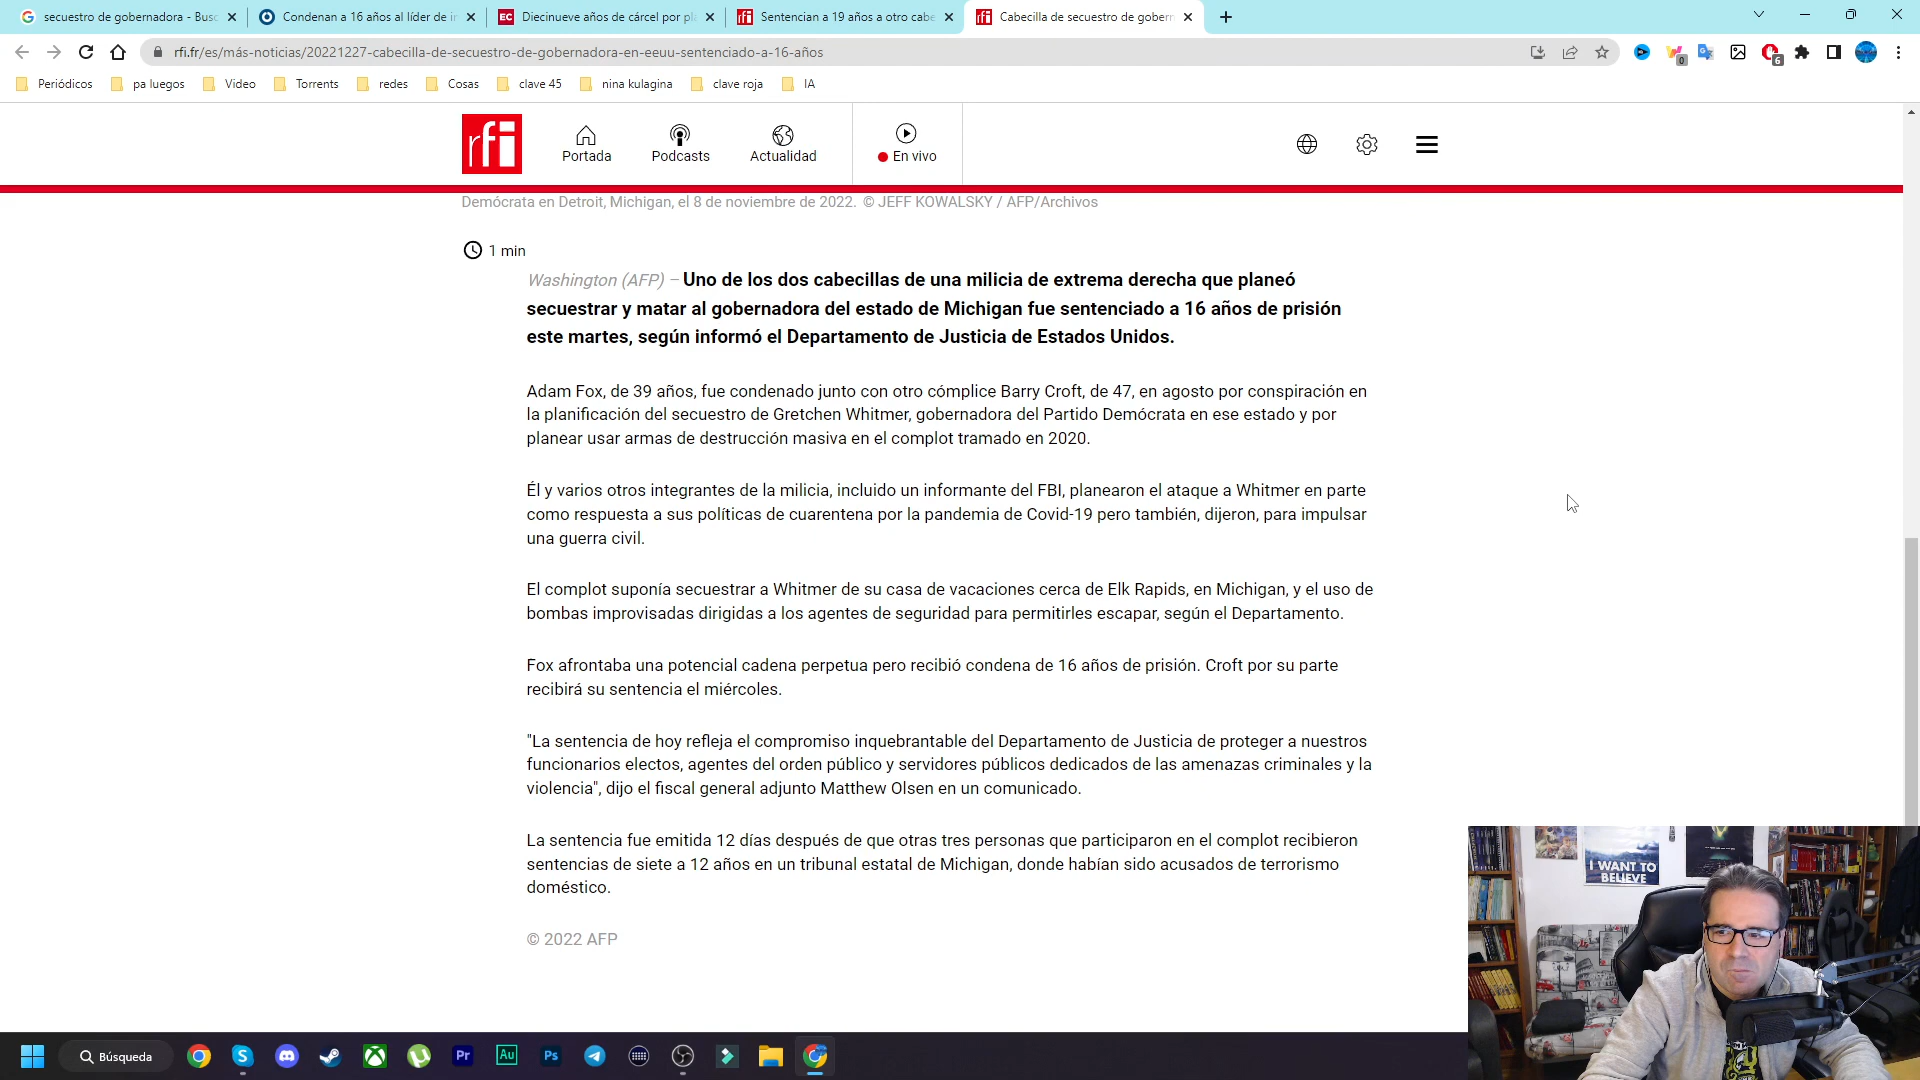 secuestro de gobernadora - Busc
Condenan a 16 años al líder de in
EC
Diecinueve años de cárcel por pl
rfi
Sentencian a 19 años a otro cabe
rfi
Cabecilla de secuestro de gobern
rfi.fr/es/más-noticias/20221227-cabecilla-de-secuestro-de-gobernadora-en-eeuu-sentenciado-a-16-años
0
6
Periódicos
pa luegos
Video
Torrents
redes
Cosas
clave 45
nina kulagina
clave roja
IA
rfi
Portada
Podcasts
Actualidad
En vivo
Demócrata en Detroit, Michigan, el 8 de noviembre de 2022. © JEFF KOWALSKY / AFP/Archivos
1 min
Washington (AFP) – Uno de los dos cabecillas de una milicia de extrema derecha que planeó
secuestrar y matar al gobernadora del estado de Michigan fue sentenciado a 16 años de prisión
este martes, según informó el Departamento de Justicia de Estados Unidos.
Adam Fox, de 39 años, fue condenado junto con otro cómplice Barry Croft, de 47, en agosto por conspiración en
la planificación del secuestro de Gretchen Whitmer, gobernadora del Partido Demócrata en ese estado y por
planear usar armas de destrucción masiva en el complot tramado en 2020.
Él y varios otros integrantes de la milicia, incluido un informante del FBI, planearon el ataque a Whitmer en parte
como respuesta a sus políticas de cuarentena por la pandemia de Covid-19 pero también, dijeron, para impulsar
una guerra civil.
El complot suponía secuestrar a Whitmer de su casa de vacaciones cerca de Elk Rapids, en Michigan, y el uso de
bombas improvisadas dirigidas a los agentes de seguridad para permitirles escapar, según el Departamento.
Fox afrontaba una potencial cadena perpetua pero recibió condena de 16 años de prisión. Croft por su parte
recibirá su sentencia el miércoles.
"La sentencia de hoy refleja el compromiso inquebrantable del Departamento de Justicia de proteger a nuestros
funcionarios electos, agentes del orden público y servidores públicos dedicados de las amenazas criminales y la
violencia", dijo el fiscal general adjunto Matthew Olsen en un comunicado.
La sentencia fue emitida 12 días después de que otras tres personas que participaron en el complot recibieron
sentencias de siete a 12 años en un tribunal estatal de Michigan, donde habían sido acusados de terrorismo
doméstico.
© 2022 AFP
I WANT TO
BELIEVE
Búsqueda
Pr
Au
Ps